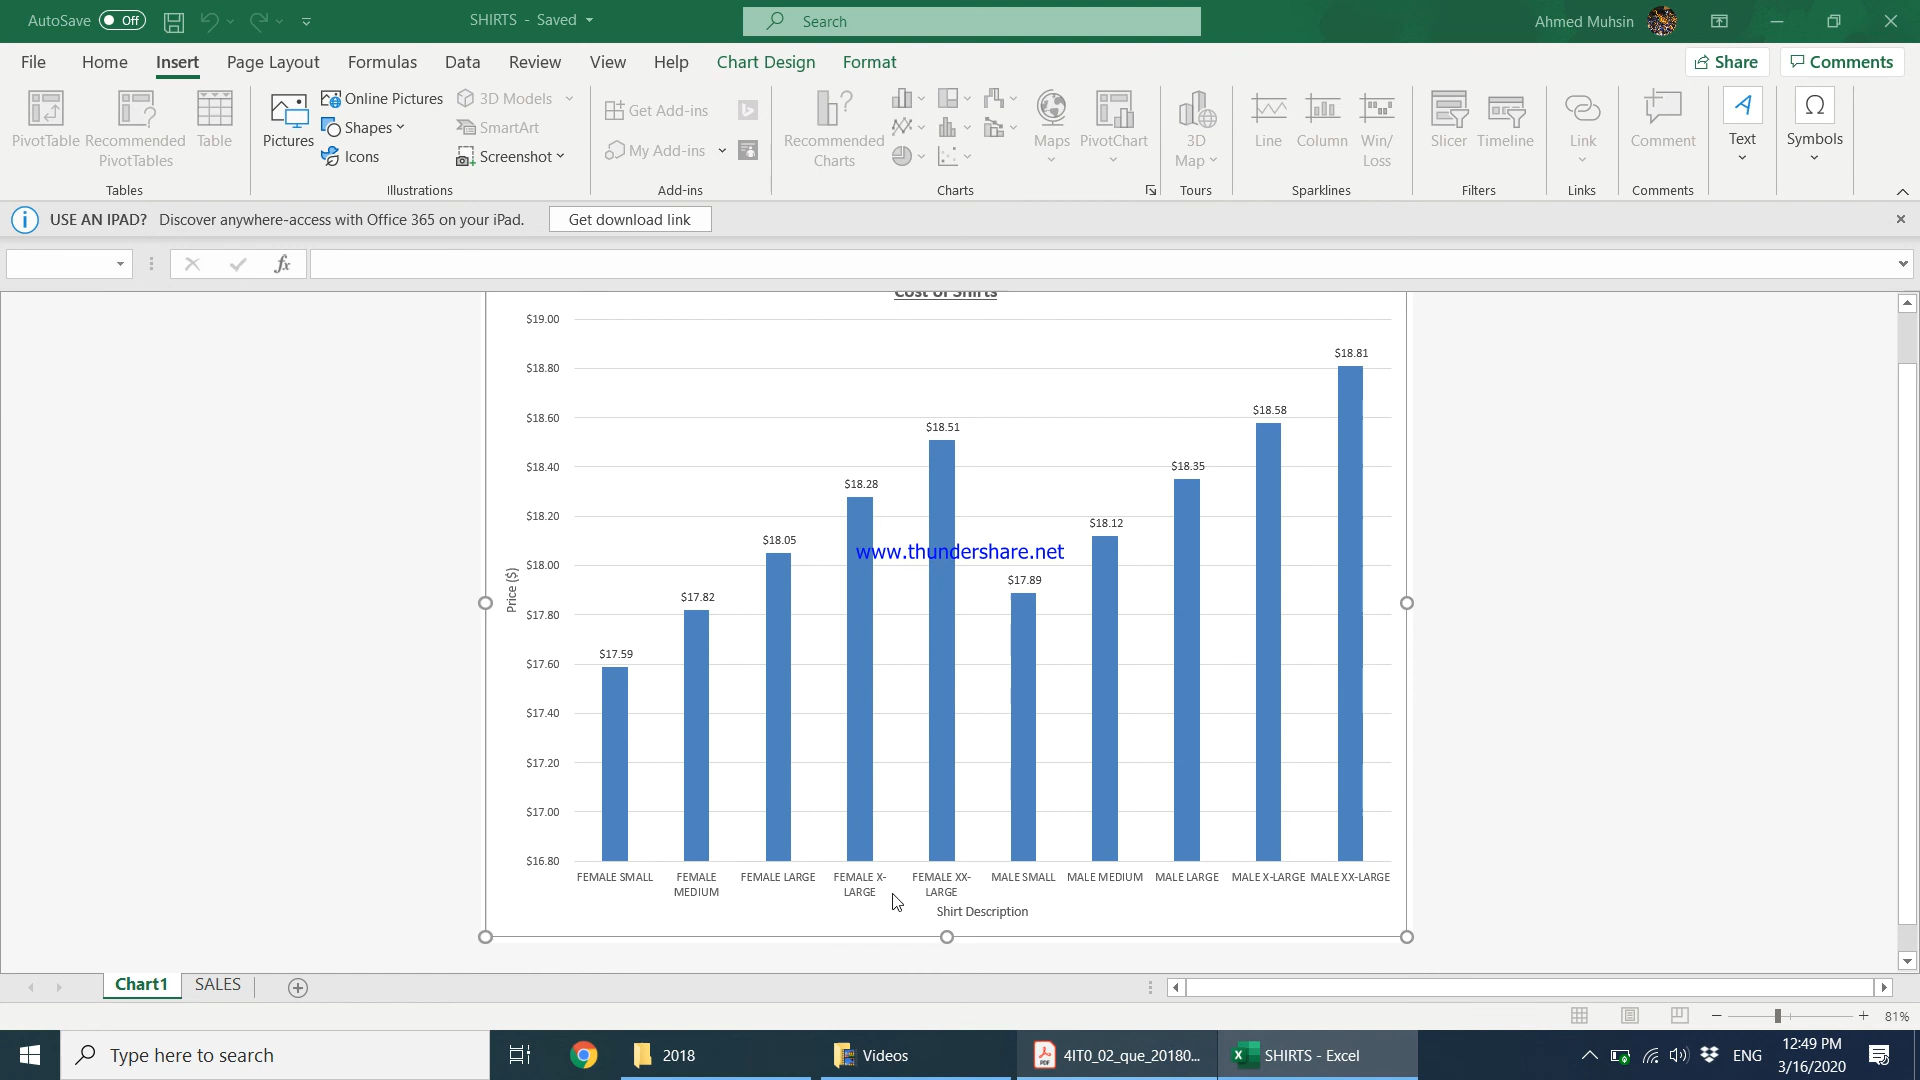 AutoSave Off SHIRTS - Saved Search Ahmed Muhsin
File Home Insert Page Layout Formulas Data Review View Help Chart Design Format Share Comments
PivotTable Recommended PivotTables Table
Pictures Online Pictures Shapes Icons 3D Models SmartArt Screenshot
Get Add-ins My Add-ins
Recommended Charts Maps PivotChart
3D Map
Line Column Win/Loss
Slicer Timeline
Link
Comment
Text
Ω
Symbols
Tables Illustrations Add-ins Charts Tours Sparklines Filters Links Comments
USE AN IPAD? Discover anywhere-access with Office 365 on your iPad. Get download link
fx
Cost of Shirts
$19.00
$18.80
$18.60
$18.40
$18.20
$18.00
$17.80
$17.60
$17.40
$17.20
$17.00
$16.80
Price ($)
$17.59
$17.82
$18.05
$18.28
$18.51
$17.89
$18.12
$18.35
$18.58
$18.81
www.thundershare.net
FEMALE SMALL
FEMALE MEDIUM
FEMALE LARGE
FEMALE X-LARGE
FEMALE XX-LARGE
MALE SMALL
MALE MEDIUM
MALE LARGE
MALE X-LARGE
MALE XX-LARGE
Shirt Description
Chart1 SALES
81%
Type here to search
2018
Videos
4IT0_02_que_20180...
SHIRTS - Excel
ENG
12:49 PM
3/16/2020